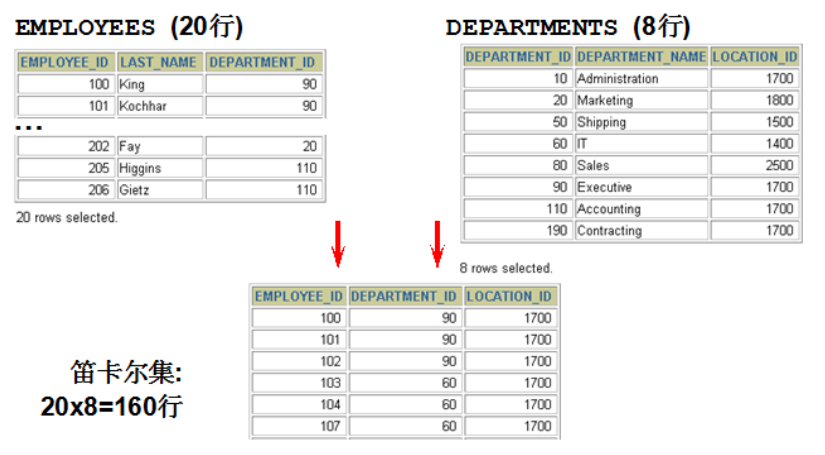 EMPLOYEES (20行)
EMPLOYEE_ID LAST_NAME DEPARTMENT_ID
100 King 90
101 Kochhar 90
...
202 Fay 20
205 Higgins 110
206 Gietz 110
20 rows selected.
DEPARTMENTS (8行)
DEPARTMENT_ID DEPARTMENT_NAME LOCATION_ID
10 Administration 1700
20 Marketing 1800
50 Shipping 1500
60 IT 1400
80 Sales 2500
90 Executive 1700
110 Accounting 1700
190 Contracting 1700
8 rows selected.
笛卡尔集:
20x8=160行
EMPLOYEE_ID DEPARTMENT_ID LOCATION_ID
100 90 1700
101 90 1700
102 90 1700
103 60 1700
104 60 1700
107 60 1700